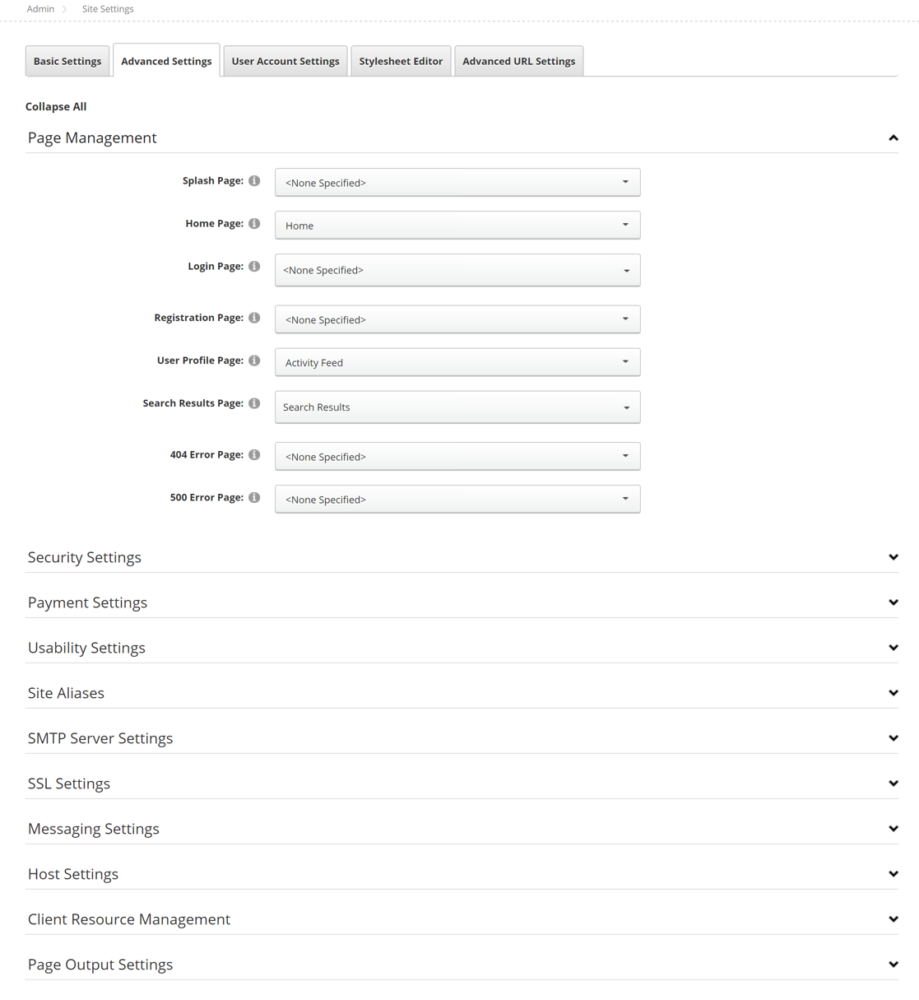 Admin Site Settings
Basic Settings Advanced Settings User Account Settings Stylesheet Editor Advanced URL Settings
Collapse All
Page Management
Splash Page: <None Specified>
Home Page: Home
Login Page: <None Specified>
Registration Page: <None Specified>
User Profile Page: Activity Feed
Search Results Page: Search Results
404 Error Page: <None Specified>
500 Error Page: <None Specified>
Security Settings
Payment Settings
Usability Settings
Site Aliases
SMTP Server Settings
SSL Settings
Messaging Settings
Host Settings
Client Resource Management
Page Output Settings